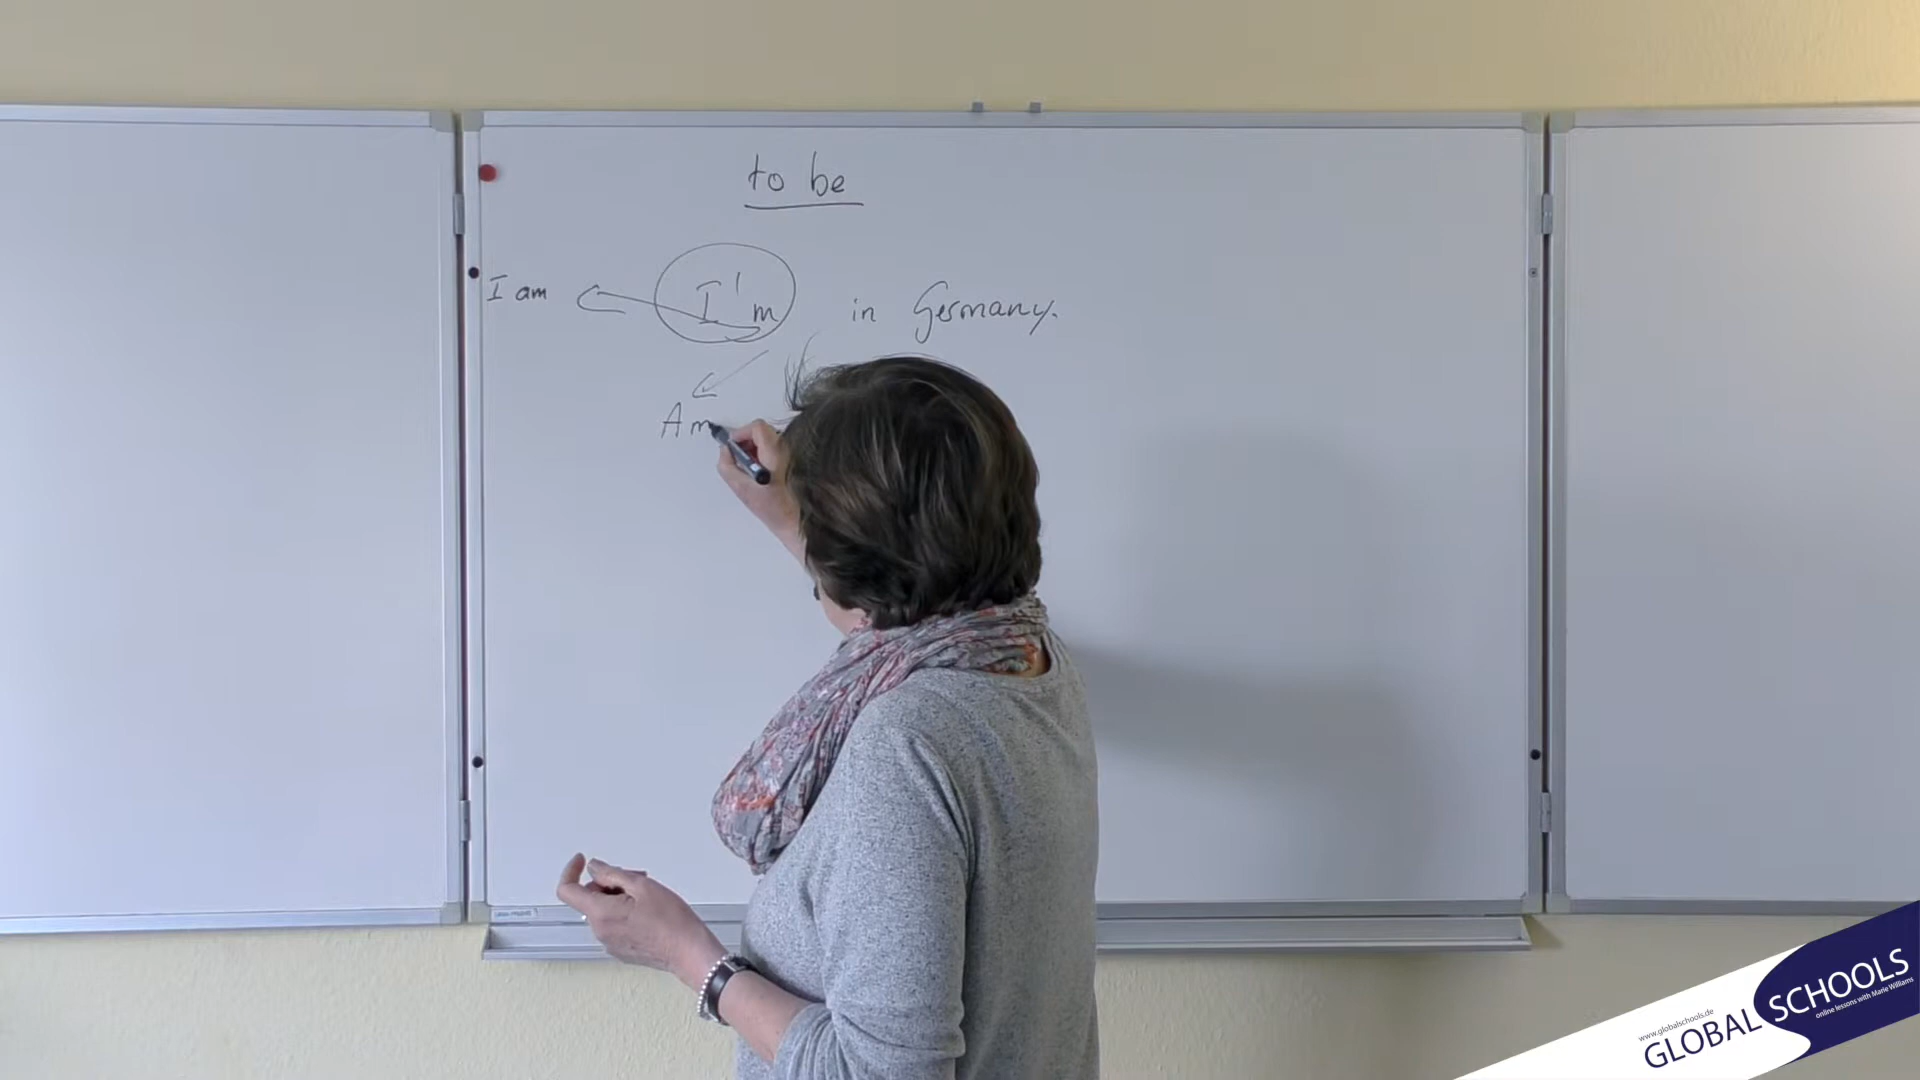 to be
I am I'm in Germany.
Am
www.globalschools.de
GLOBAL SCHOOLS
online lessons with Marie Williams